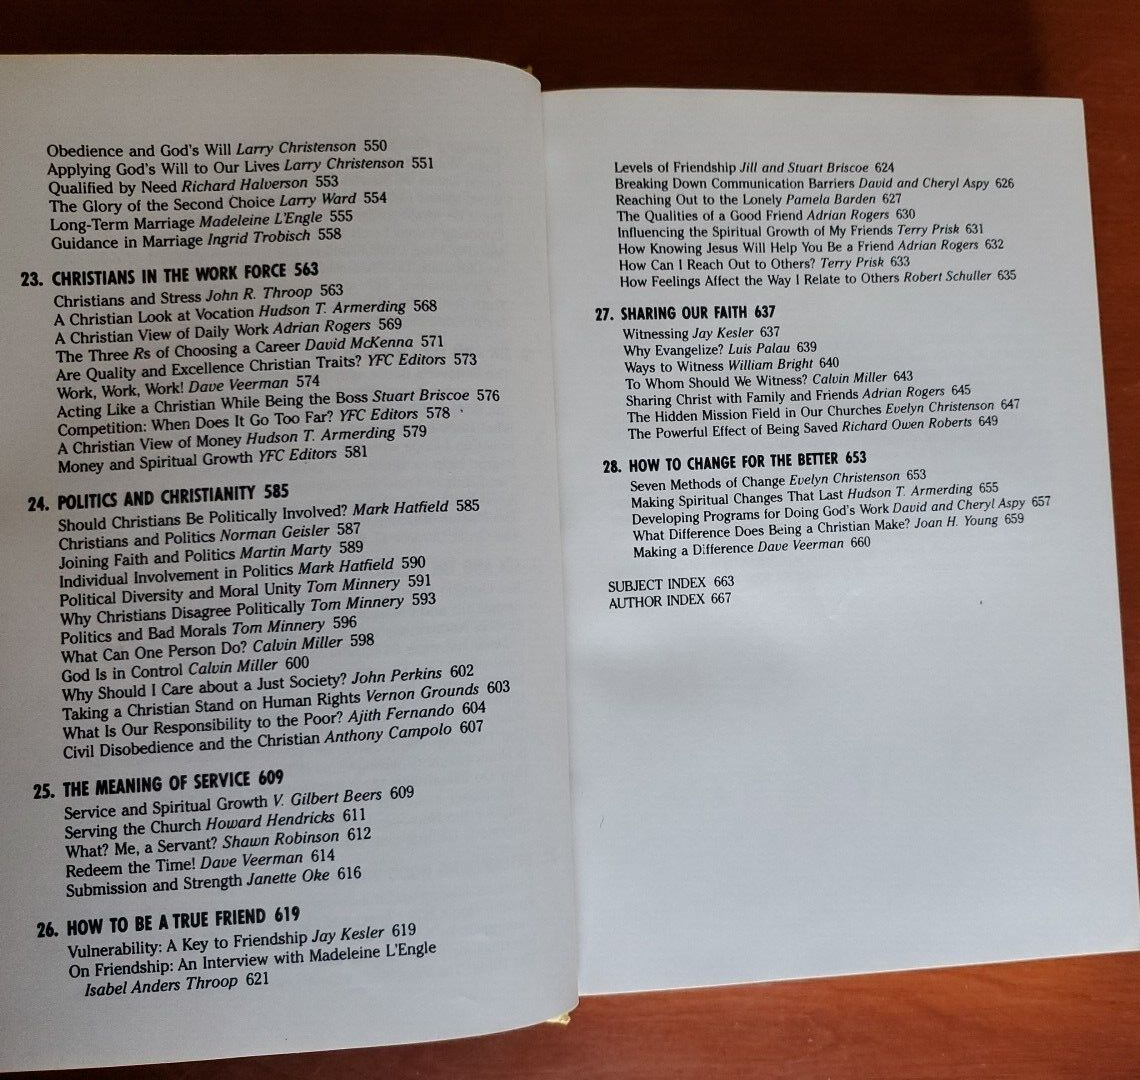 Obedience and God's Will Larry Christenson 550
Applying God's Will to Our Lives Larry Christenson 551
Qualified by Need Richard Halverson 553
The Glory of the Second Choice Larry Ward 554
Long-Term Marriage Madeleine L'Engle 555
Guidance in Marriage Ingrid Trobisch 558
23. CHRISTIANS IN THE WORK FORCE 563
Christians and Stress John R. Throop 563
A Christian Look at Vocation Hudson T. Armerding 568
A Christian View of Daily Work Adrian Rogers 569
The Three Rs of Choosing a Career David McKenna 571
Are Quality and Excellence Christian Traits? YFC Editors 573
Work, Work, Work! Dave Veerman 574
Acting Like a Christian While Being the Boss Stuart Briscoe 576
Competition: When Does It Go Too Far? YFC Editors 578
A Christian View of Money Hudson T. Armerding 579
Money and Spiritual Growth YFC Editors 581
24. POLITICS AND CHRISTIANITY 585
Should Christians Be Politically Involved? Mark Hatfield 585
Christians and Politics Norman Geisler 587
Joining Faith and Politics Martin Marty 589
Individual Involvement in Politics Mark Hatfield 590
Political Diversity and Moral Unity Tom Minnery 591
Why Christians Disagree Politically Tom Minnery 593
Politics and Bad Morals Tom Minnery 596
What Can One Person Do? Calvin Miller 598
God Is in Control Calvin Miller 600
Why Should I Care about a Just Society? John Perkins 602
Taking a Christian Stand on Human Rights Vernon Grounds 603
What Is Our Responsibility to the Poor? Ajith Fernando 604
Civil Disobedience and the Christian Anthony Campolo 607
25. THE MEANING OF SERVICE 609
Service and Spiritual Growth V. Gilbert Beers 609
Serving the Church Howard Hendricks 611
What? Me, a Servant? Shawn Robinson 612
Redeem the Time! Dave Veerman 614
Submission and Strength Janette Oke 616
26. HOW TO BE A TRUE FRIEND 619
Vulnerability: A Key to Friendship Jay Kesler 619
On Friendship: An Interview with Madeleine L'Engle
Isabel Anders Throop 621
Levels of Friendship Jill and Stuart Briscoe 624
Breaking Down Communication Barriers David and Cheryl Aspy 626
Reaching Out to the Lonely Pamela Barden 627
The Qualities of a Good Friend Adrian Rogers 630
Influencing the Spiritual Growth of My Friends Terry Prisk 631
How Knowing Jesus Will Help You Be a Friend Adrian Rogers 632
How Can I Reach Out to Others? Terry Prisk 633
How Feelings Affect the Way I Relate to Others Robert Schuller 635
27. SHARING OUR FAITH 637
Witnessing Jay Kesler 637
Why Evangelize? Luis Palau 639
Ways to Witness William Bright 640
To Whom Should We Witness? Calvin Miller 643
Sharing Christ with Family and Friends Adrian Rogers 645
The Hidden Mission Field in Our Churches Evelyn Christenson 647
The Powerful Effect of Being Saved Richard Owen Roberts 649
28. HOW TO CHANGE FOR THE BETTER 653
Seven Methods of Change Evelyn Christenson 653
Making Spiritual Changes That Last Hudson T. Armerding 655
Developing Programs for Doing God's Work David and Cheryl Aspy 657
What Difference Does Being a Christian Make? Joan H. Young 659
Making a Difference Dave Veerman 660
SUBJECT INDEX 663
AUTHOR INDEX 667